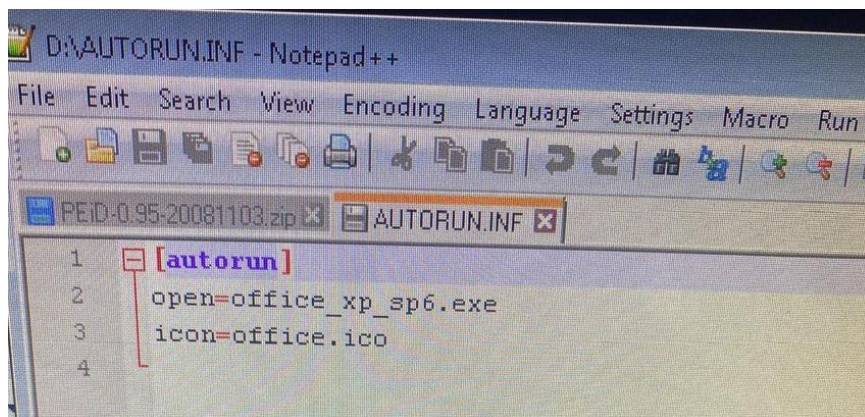 D:\AUTORUN.INF - Notepad++
File Edit Search View Encoding Language Settings Macro Run
PEiD-0.95-20081103.zip AUTORUN.INF
1 [autorun]
2 open=office_xp_sp6.exe
3 icon=office.ico
4